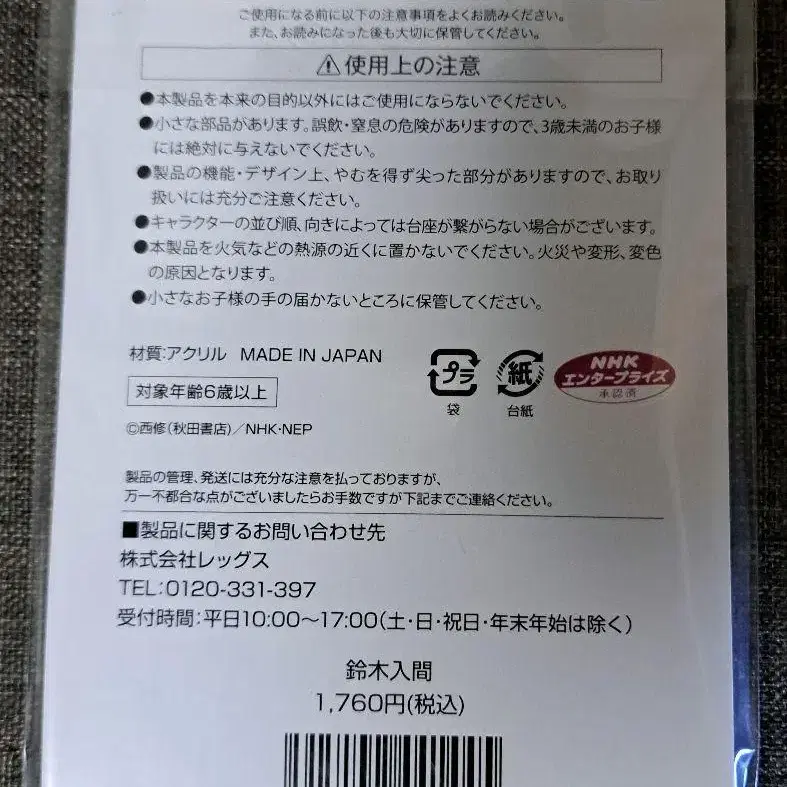 ご使用になる前に以下の注意事項をよくお読みください。
また、お読みになった後も大切に保管してください。
⚠使用上の注意
●本製品を本来の目的以外にはご使用にならないでください。
●小さな部品があります。誤飲・窒息の危険がありますので、3歳未満のお子様
には絶対に与えないでください。
●製品の機能・デザイン上、やむを得ず尖った部分がありますので、お取り
扱いには充分ご注意ください。
●キャラクターの並び順、向きによっては台座が繋がらない場合がございます。
●本製品を火気などの熱源の近くに置かないでください。火災や変形、変色
の原因となります。
●小さなお子様の手の届かないところに保管してください。
材質:アクリル MADE IN JAPAN
対象年齢6歳以上
©西修(秋田書店)/NHK・NEP
プラ
袋
紙
台紙
NHK
エンタープライズ
承認済
製品の管理、発送には充分な注意を払っておりますが、
万一不都合な点がございましたらお手数ですが下記までご連絡ください。
■製品に関するお問い合わせ先
株式会社レッグス
TEL:0120-331-397
受付時間:平日10:00〜17:00(土・日・祝日・年末年始は除く)
鈴木入間
1,760円(税込)